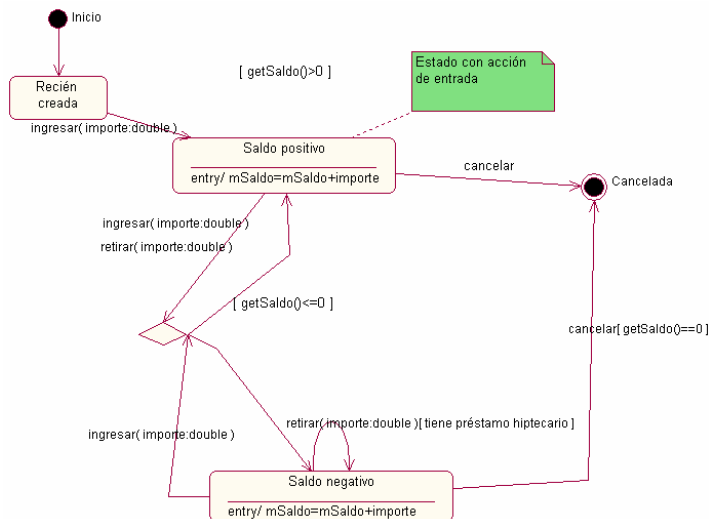 Inicio
[ getSaldo()>0 ]
Estado con acción
de entrada
Recién
creada
ingresar( importe:double )
Saldo positivo
entry/ mSaldo=mSaldo+importe
cancelar
Cancelada
ingresar( importe:double )
retirar( importe:double )
[ getSaldo()<=0 ]
cancelar[ getSaldo()==0 ]
retirar( importe:double )[ tiene préstamo hiptecario ]
ingresar( importe:double )
Saldo negativo
entry/ mSaldo=mSaldo+importe